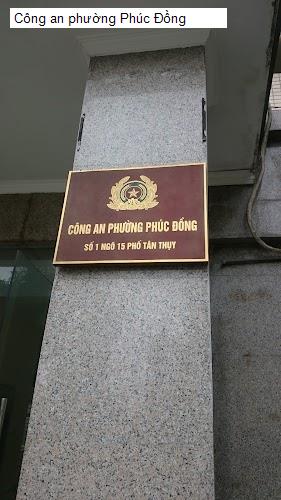 Công an phường Phúc Đồng
CÔNG AN PHƯỜNG PHÚC ĐỒNG
SỐ 1 NGÕ 15 PHỐ TÂN THỤY